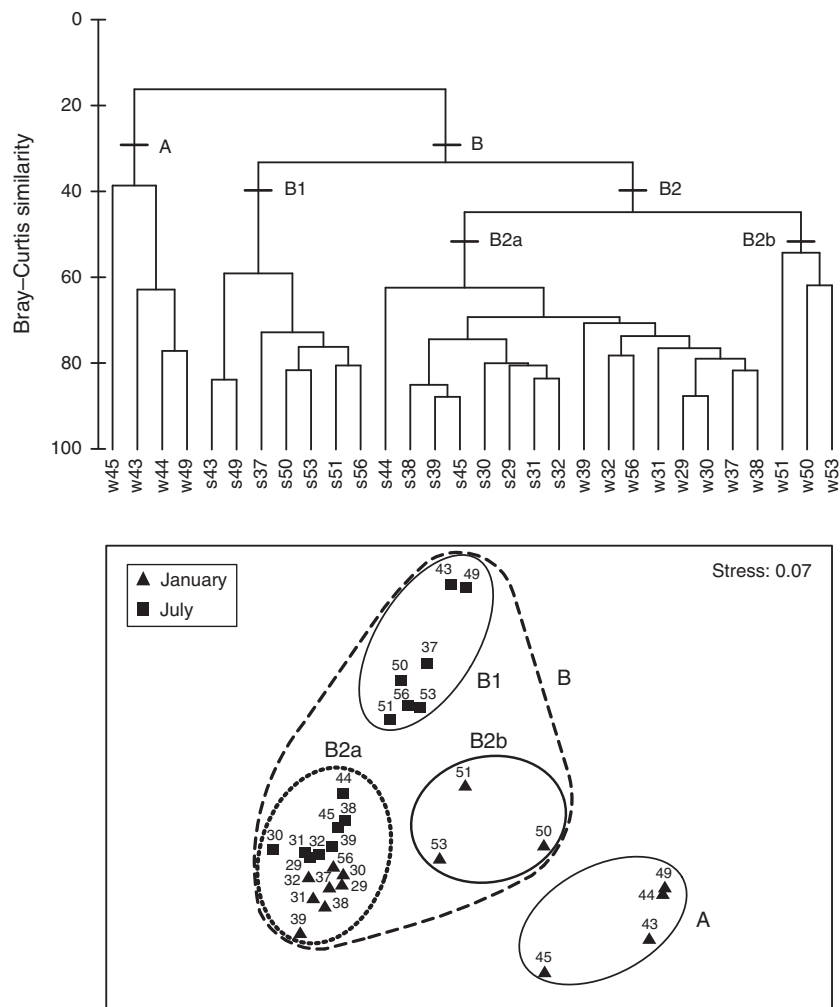 0
20
40
60
80
100
Bray–Curtis similarity
A
B
B1
B2
B2a
B2b
w45 w43 w44 w49 s43 s49 s37 s50 s53 s51 s56 s44 s38 s39 s45 s30 s29 s31 s32 w39 w32 w56 w31 w29 w30 w37 w38 w51 w50 w53
January
July
Stress: 0.07
43 49
37
50
B1
B
56 53
51
B2a
B2b
44
51
38
45
30 31 32 39
50
29
56
53
32 37 30
29
49
44
31
38
A
39
43
45